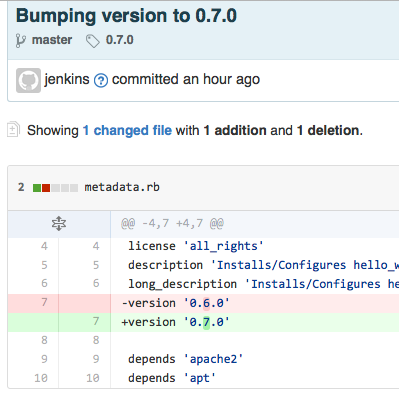 Bumping version to 0.7.0
master 0.7.0
jenkins ? committed an hour ago
Showing 1 changed file with 1 addition and 1 deletion.
2 metadata.rb
@@ -4,7 +4,7 @@
4 4 license 'all_rights'
5 5 description 'Installs/Configures hello_w
6 6 long_description 'Installs/Configures he
7 -version '0.6.0'
7 +version '0.7.0'
8 8
9 9 depends 'apache2'
10 10 depends 'apt'